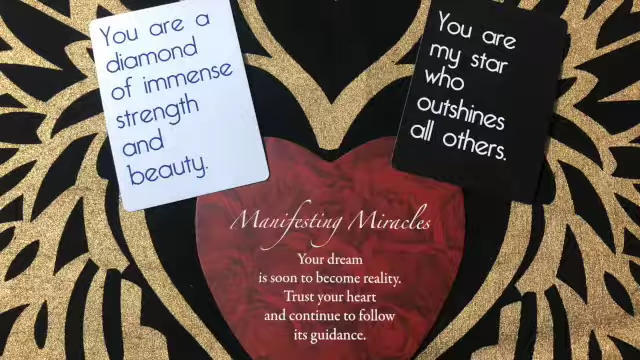 You are a
diamond
of immense
strength
and
beauty.
You are
my star
who
outshines
all others.
Manifesting Miracles
Your dream
is soon to become reality.
Trust your heart
and continue to follow
its guidance.